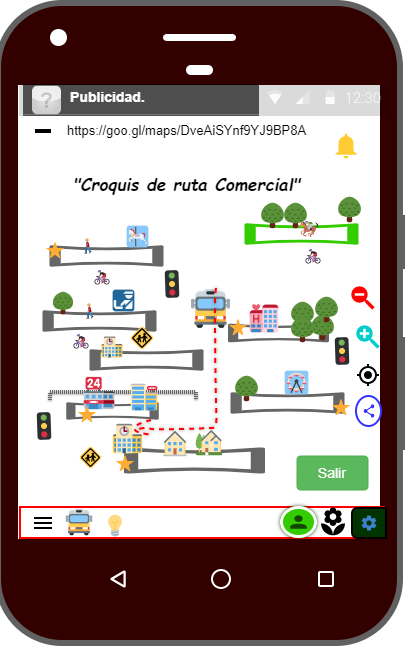 ?
Publicidad.
12:30
https://goo.gl/maps/DveAiSYnf9YJ9BP8A
"Croquis de ruta Comercial"
H
24
Salir